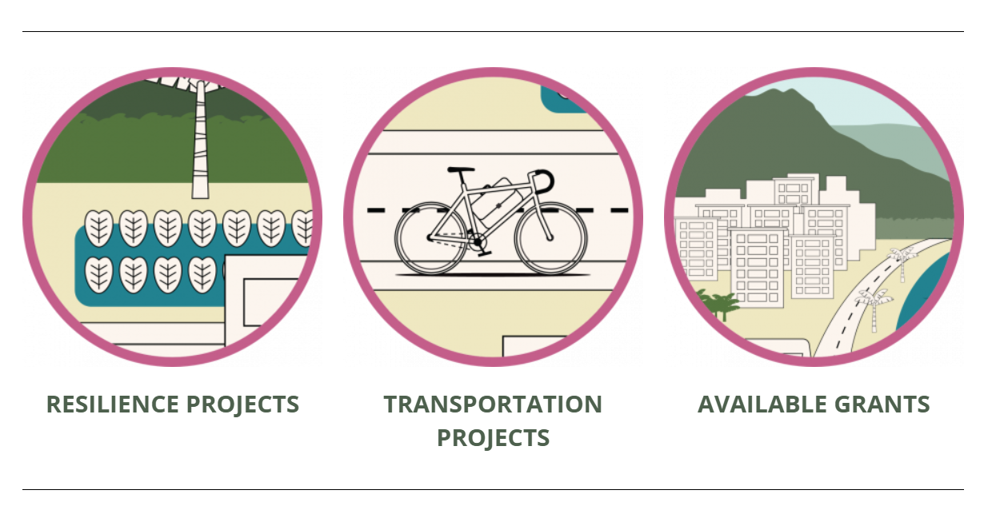 RESILIENCE PROJECTS
TRANSPORTATION
PROJECTS
AVAILABLE GRANTS